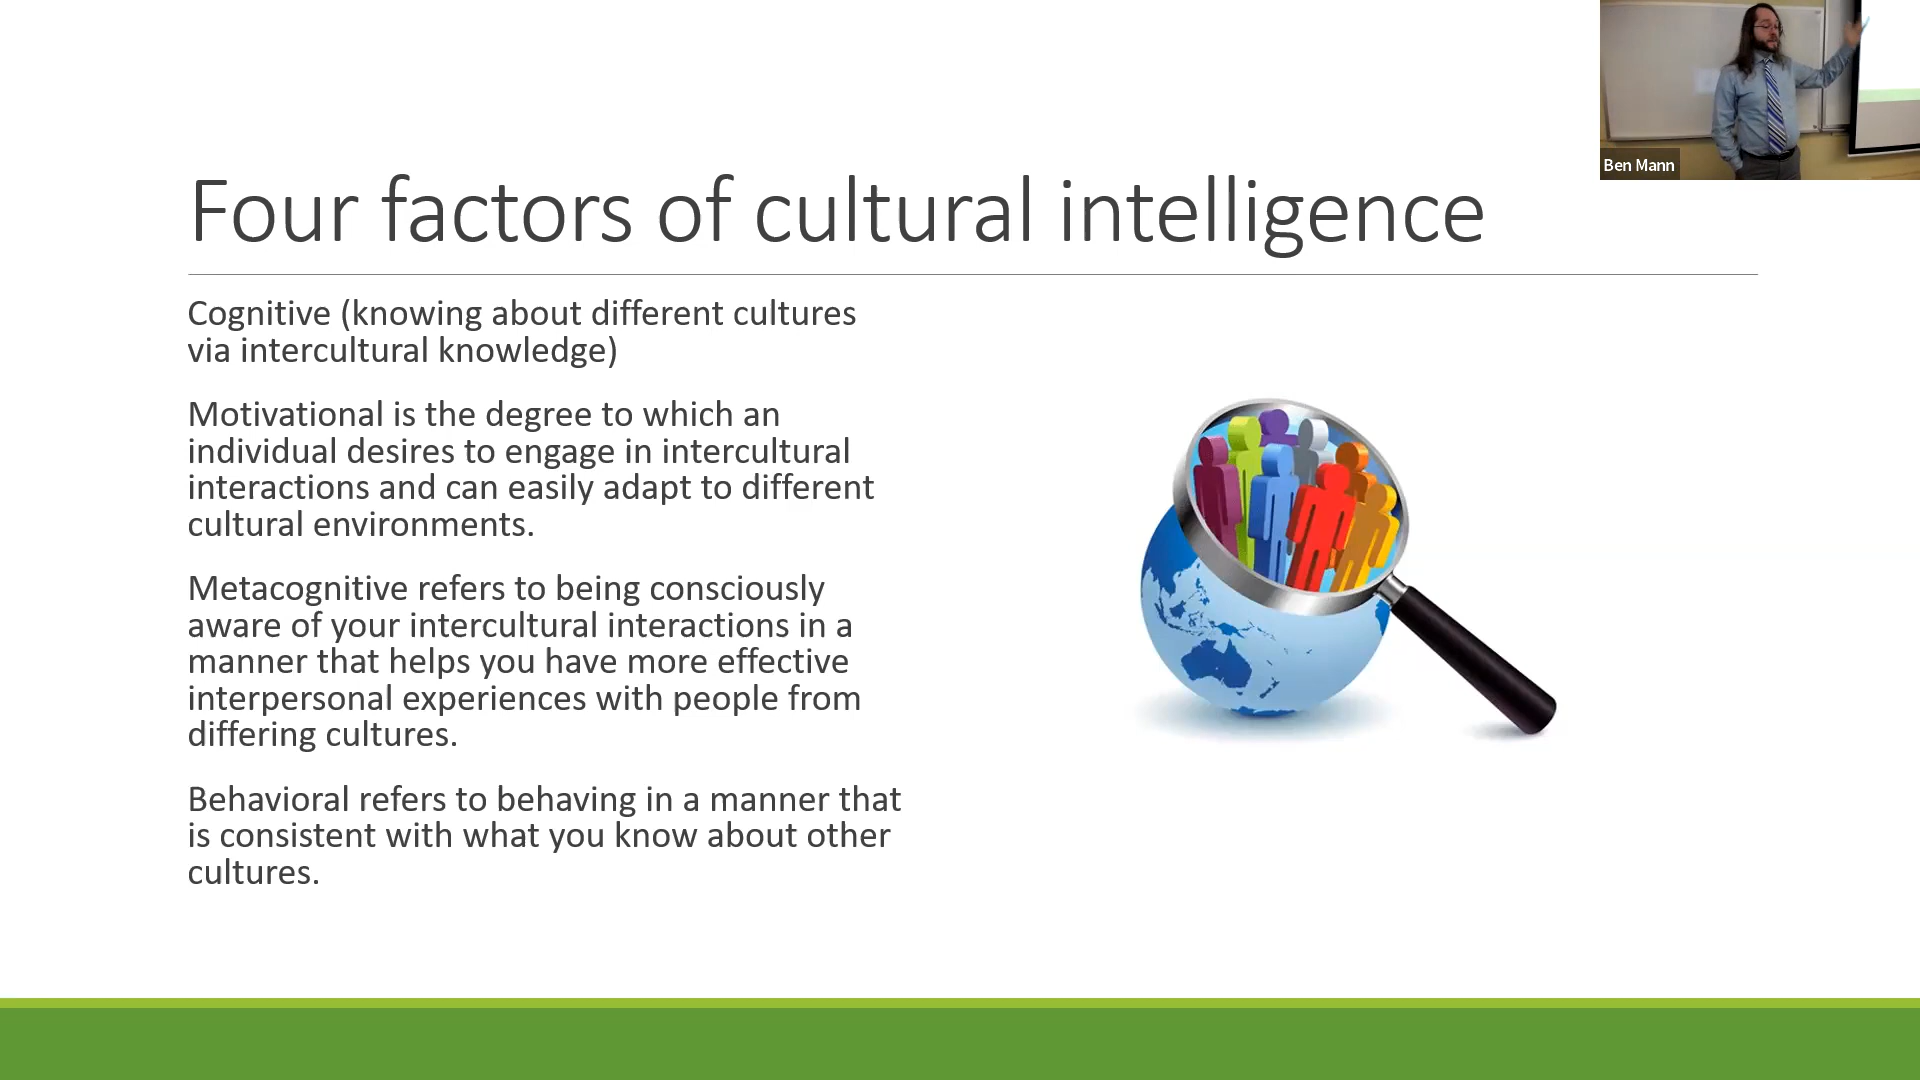 Ben Mann
Four factors of cultural intelligence
Cognitive (knowing about different cultures
via intercultural knowledge)
Motivational is the degree to which an
individual desires to engage in intercultural
interactions and can easily adapt to different
cultural environments.
Metacognitive refers to being consciously
aware of your intercultural interactions in a
manner that helps you have more effective
interpersonal experiences with people from
differing cultures.
Behavioral refers to behaving in a manner that
is consistent with what you know about other
cultures.